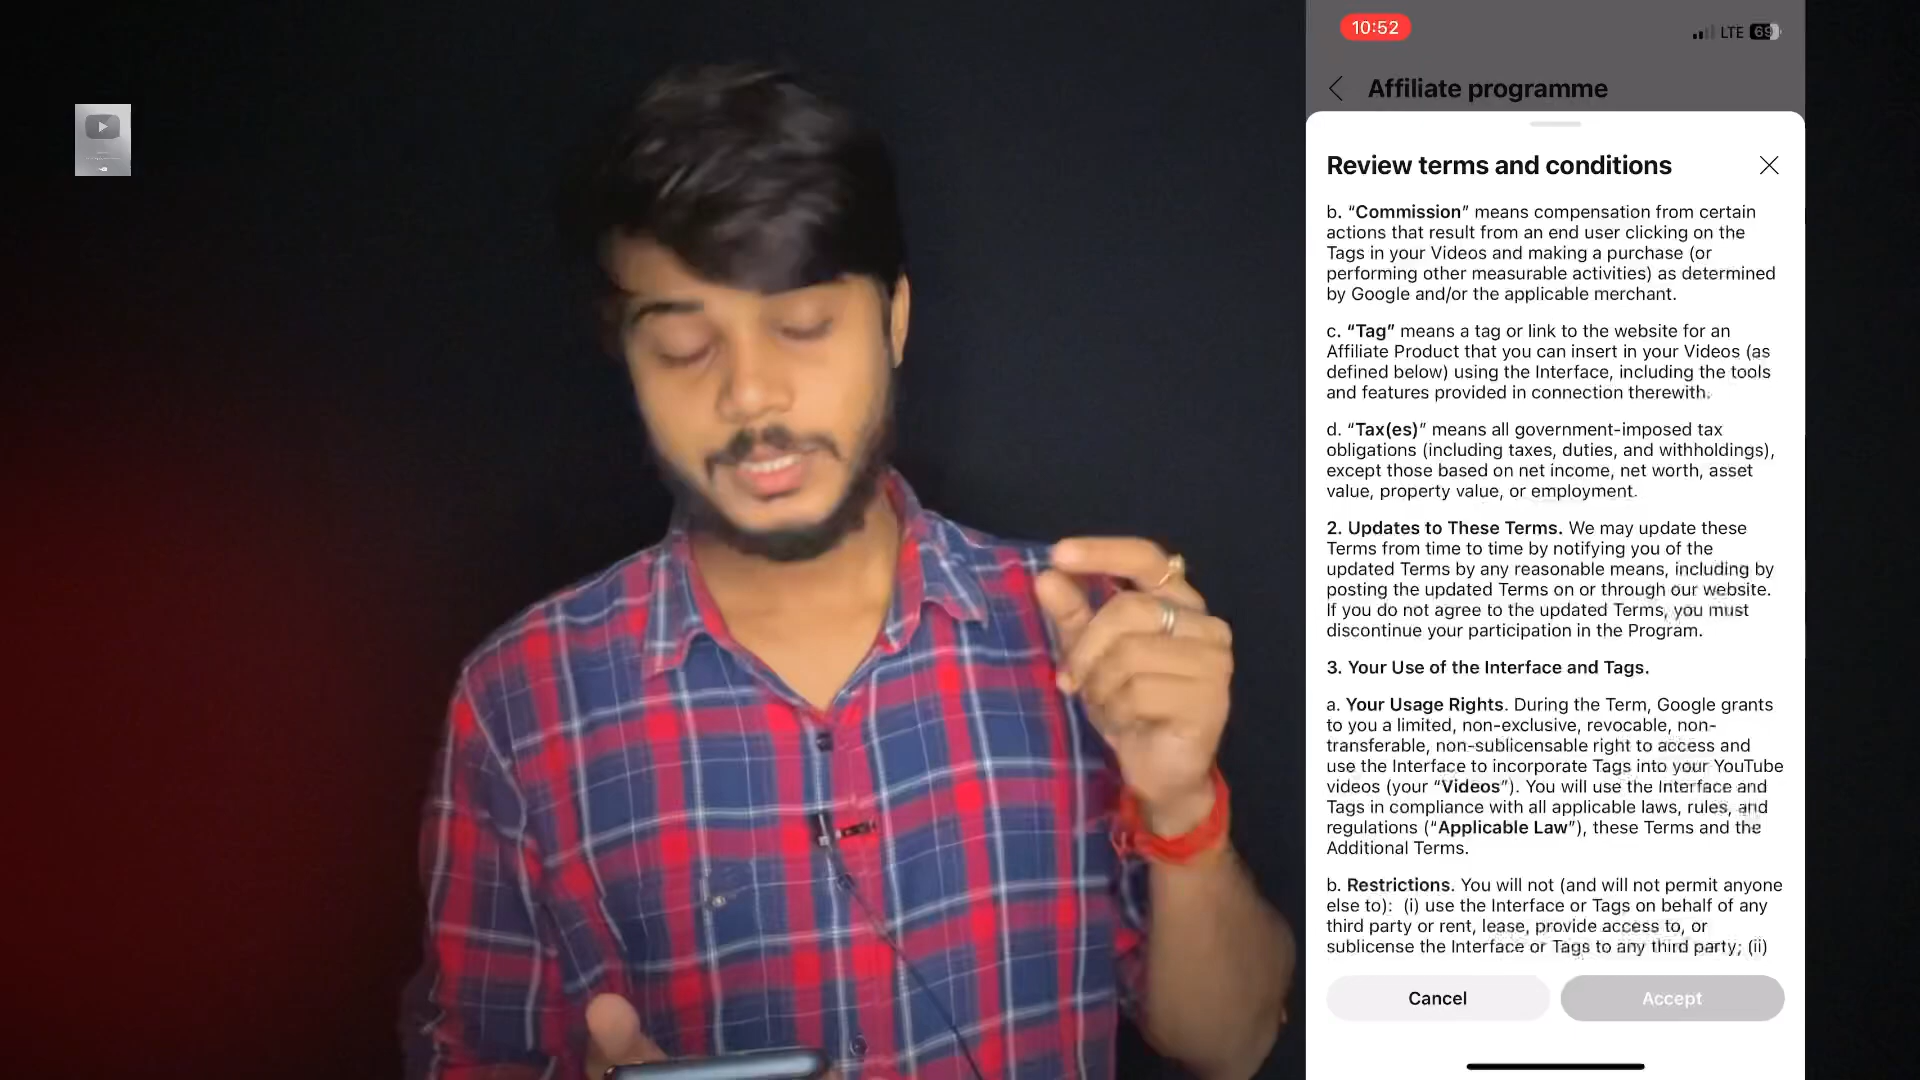 10:52
LTE 69
Affiliate programme
Review terms and conditions
b. “Commission” means compensation from certain
actions that result from an end user clicking on the
Tags in your Videos and making a purchase (or
performing other measurable activities) as determined
by Google and/or the applicable merchant.
c. “Tag” means a tag or link to the website for an
Affiliate Product that you can insert in your Videos (as
defined below) using the Interface, including the tools
and features provided in connection therewith.
d. “Tax(es)” means all government-imposed tax
obligations (including taxes, duties, and withholdings),
except those based on net income, net worth, asset
value, property value, or employment.
2. Updates to These Terms. We may update these
Terms from time to time by notifying you of the
updated Terms by any reasonable means, including by
posting the updated Terms on or through our website.
If you do not agree to the updated Terms, you must
discontinue your participation in the Program.
3. Your Use of the Interface and Tags.
a. Your Usage Rights. During the Term, Google grants
to you a limited, non-exclusive, revocable, non-
transferable, non-sublicensable right to access and
use the Interface to incorporate Tags into your YouTube
videos (your “Videos”). You will use the Interface and
Tags in compliance with all applicable laws, rules, and
regulations (“Applicable Law”), these Terms and the
Additional Terms.
b. Restrictions. You will not (and will not permit anyone
else to):  (i) use the Interface or Tags on behalf of any
third party or rent, lease, provide access to, or
sublicense the Interface or Tags to any third party; (ii)
Cancel
Accept